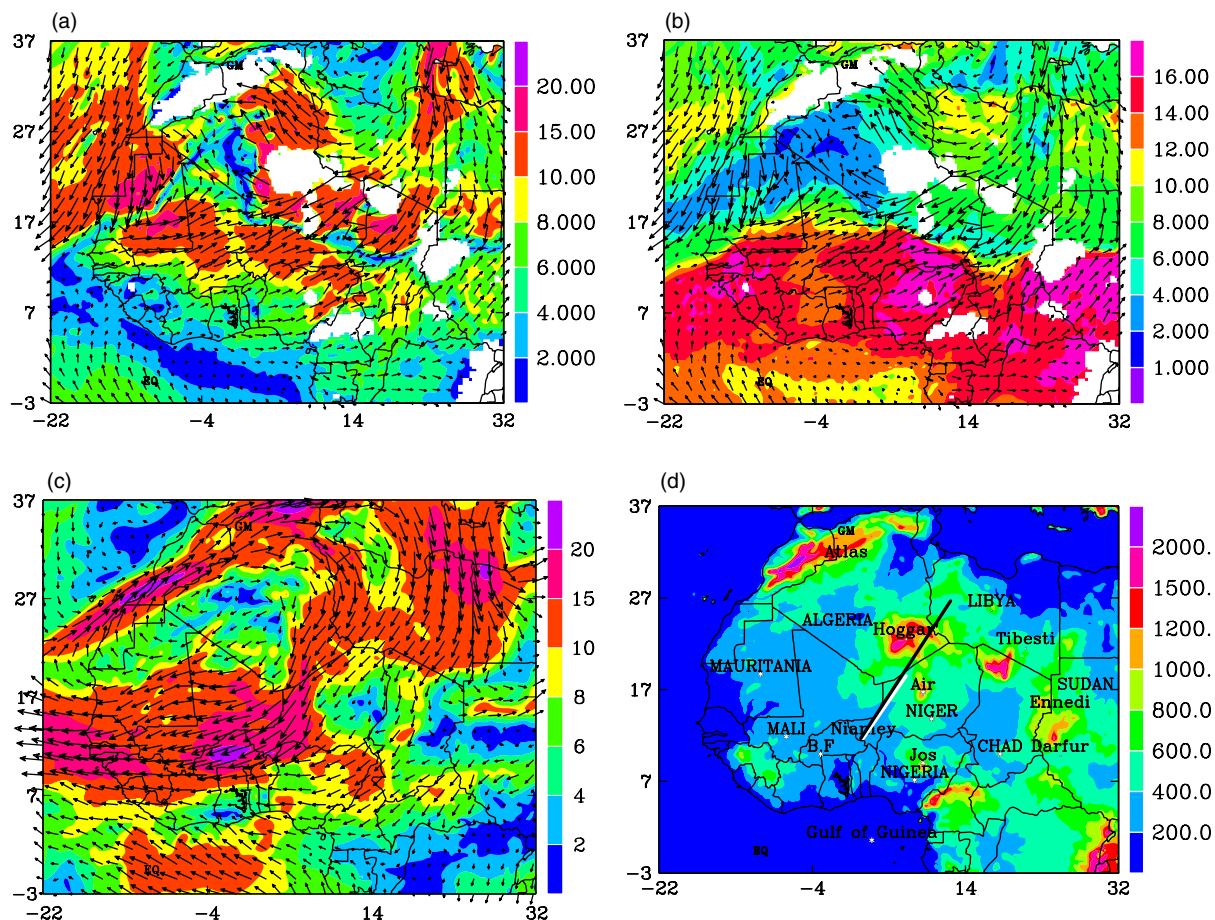 (a)
37
27
17
7
−3
−22
−4
14
32
GM
EQ
20.00
15.00
10.00
8.000
6.000
4.000
2.000
(b)
37
27
17
7
−3
−22
−4
14
32
GM
EQ
16.00
14.00
12.00
10.00
8.000
6.000
4.000
2.000
1.000
(c)
37
27
17
7
−3
−22
−4
14
32
GM
EQ
20
15
10
8
6
4
2
(d)
37
27
17
7
−3
−22
−4
14
32
GM
Atlas
LIBYA
ALGERIA
Hoggar
Tibesti
MAURITANIA
Air
SUDAN
NIGER
Ennedi
MALI
Niamey
B.F
CHAD Darfur
Jos
NIGERIA
Gulf of Guinea
EQ
2000.
1500.
1200.
1000.
800.0
600.0
400.0
200.0